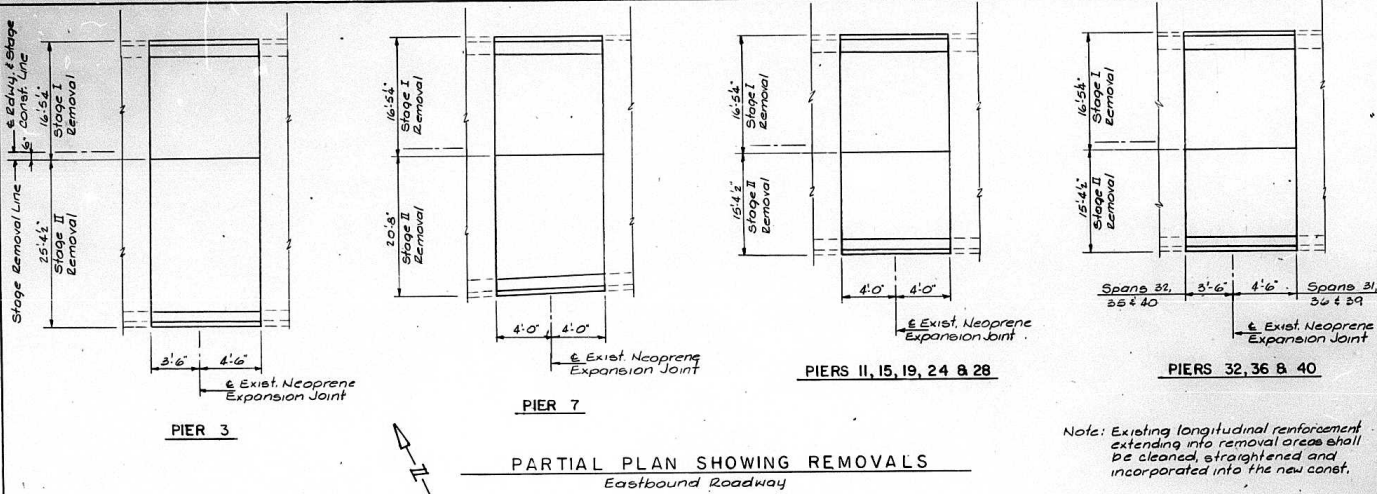 ℄ Rdwy. & Stage
Const. Line
6"
16'-5¼"
Stage I
Removal
Stage Removal Line
25'-4½"
Stage II
Removal
3'-6"
4'-6"
℄ Exist. Neoprene
Expansion Joint
PIER 3
16'-5¼"
Stage I
Removal
20'-8"
Stage II
Removal
4'-0"
4'-0"
℄ Exist. Neoprene
Expansion Joint
PIER 7
16'-5¼"
Stage I
Removal
15'-4½"
Stage II
Removal
4'-0"
4'-0"
℄ Exist. Neoprene
Expansion Joint
PIERS 11, 15, 19, 24 & 28
16'-5¼"
Stage I
Removal
15'-4½"
Stage II
Removal
Spans 32,
35 & 40
3'-6"
4'-6"
Spans 31,
36 & 39
℄ Exist. Neoprene
Expansion Joint
PIERS 32, 36 & 40
Note: Existing longitudinal reinforcement
extending into removal areas shall
be cleaned, straightened and
incorporated into the new const.
PARTIAL PLAN SHOWING REMOVALS
Eastbound Roadway